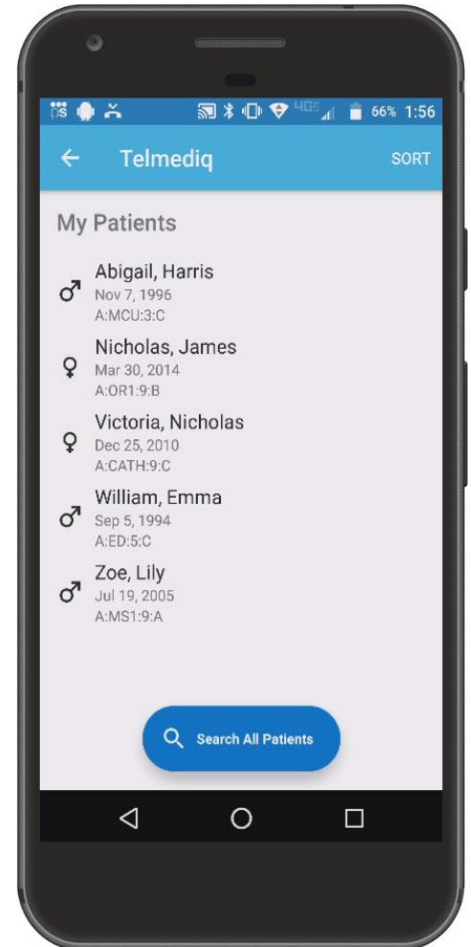 66% 1:56
Telmediq SORT
My Patients
Abigail, Harris
Nov 7, 1996
A:MCU:3:C
Nicholas, James
Mar 30, 2014
A:OR1:9:B
Victoria, Nicholas
Dec 25, 2010
A:CATH:9:C
William, Emma
Sep 5, 1994
A:ED:5:C
Zoe, Lily
Jul 19, 2005
A:MS1:9:A
Search All Patients